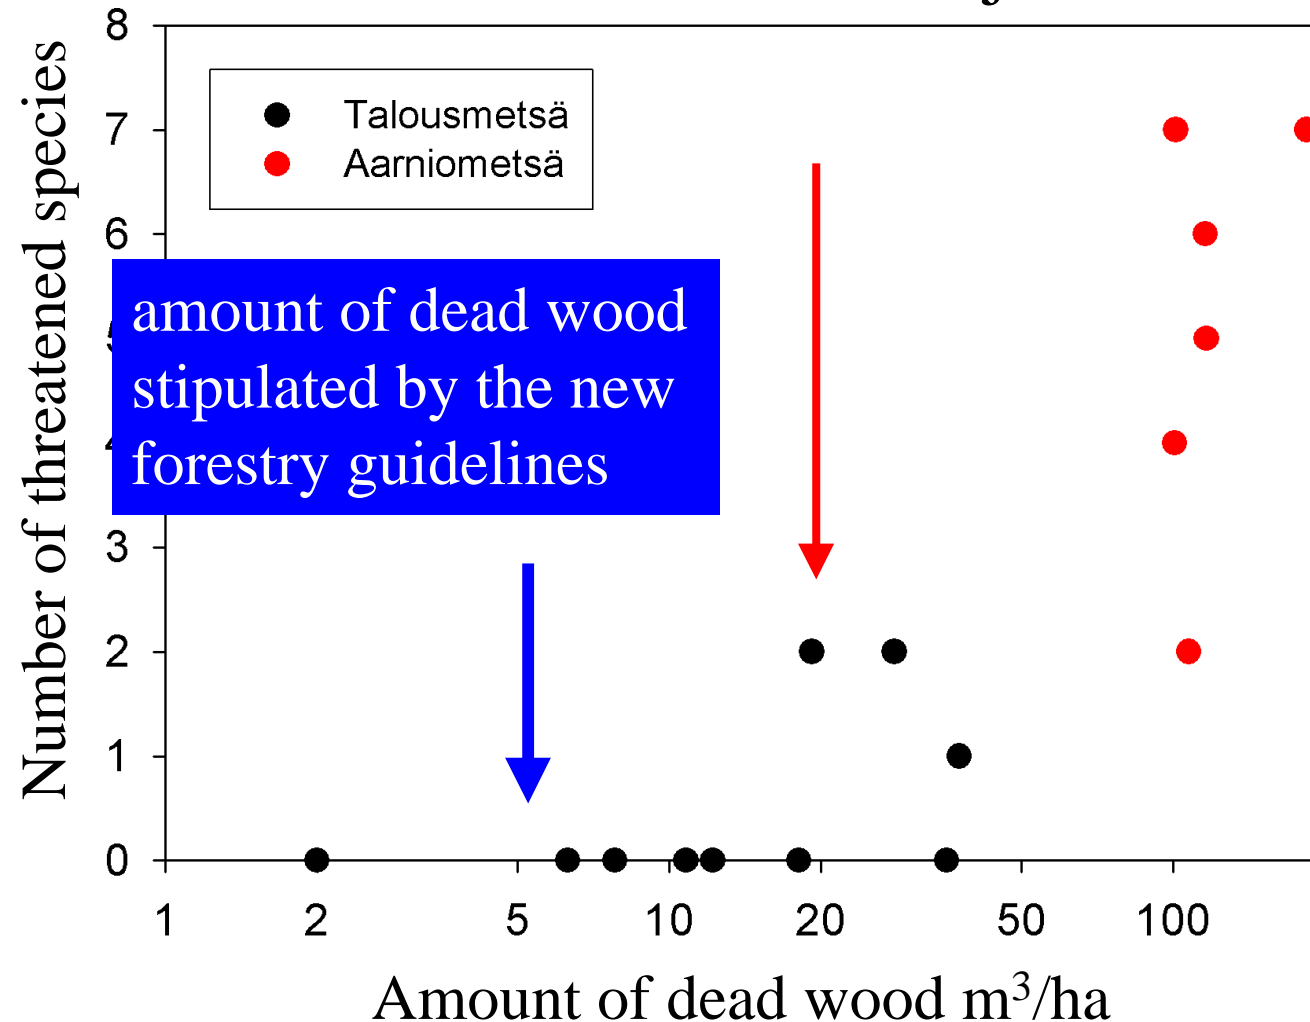 8
7
6
3
2
1
0
Number of threatened species
Talousmetsä
Aarniometsä
amount of dead wood
stipulated by the new
forestry guidelines
1 2 5 10 20 50 100
Amount of dead wood m³/ha